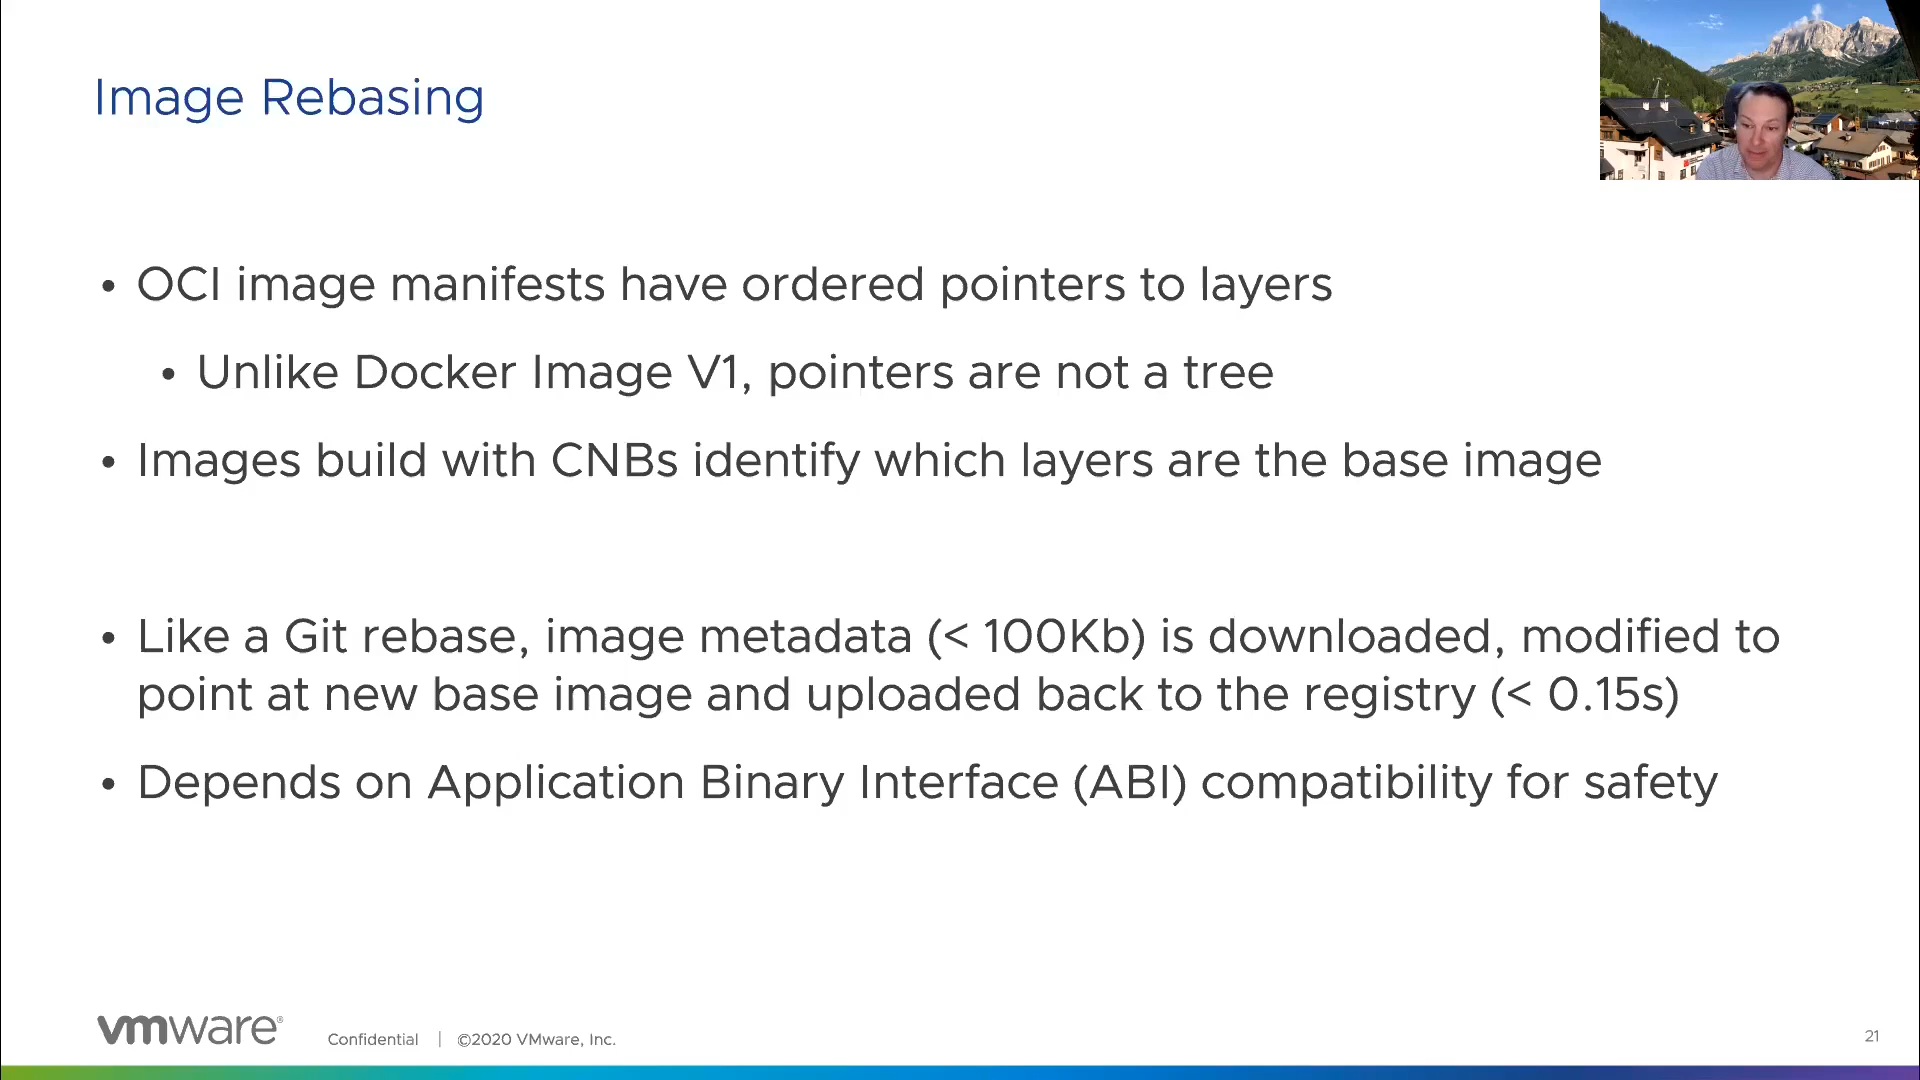 Image Rebasing
• OCI image manifests have ordered pointers to layers
• Unlike Docker Image V1, pointers are not a tree
• Images build with CNBs identify which layers are the base image
• Like a Git rebase, image metadata (< 100Kb) is downloaded, modified to
point at new base image and uploaded back to the registry (< 0.15s)
• Depends on Application Binary Interface (ABI) compatibility for safety
vmware® Confidential | ©2020 VMware, Inc. 21